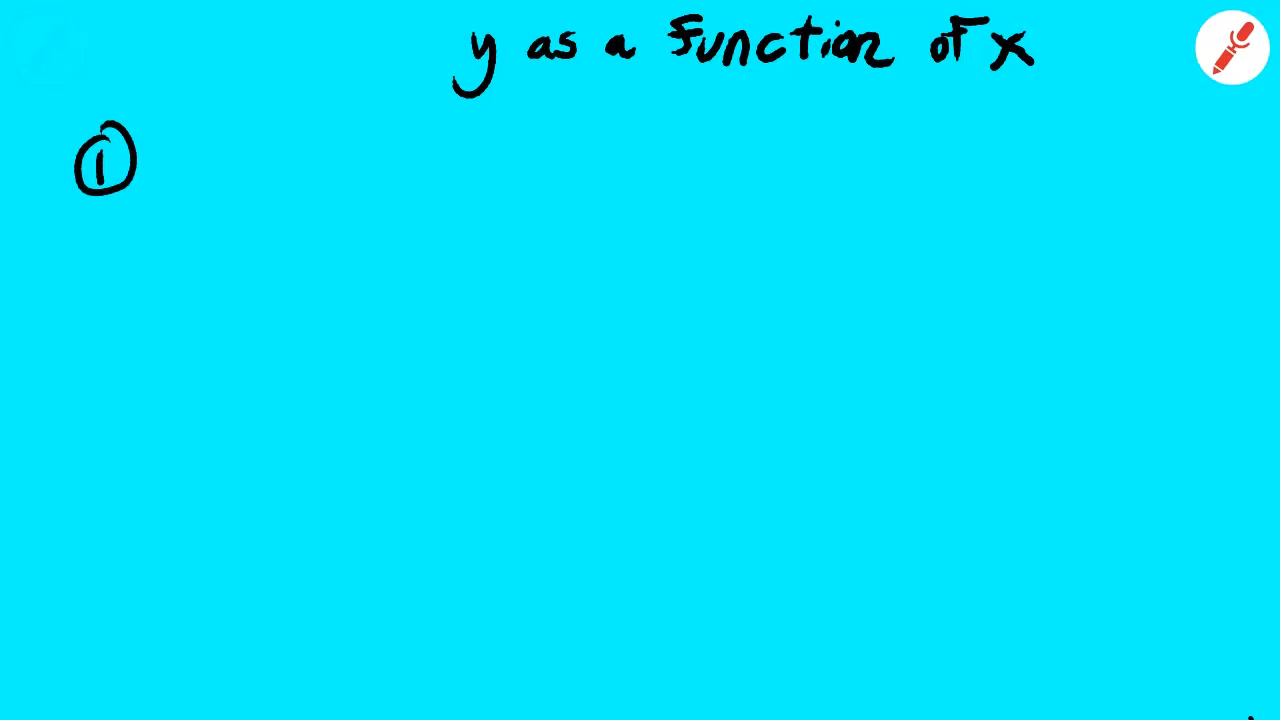 y as a function of x
①